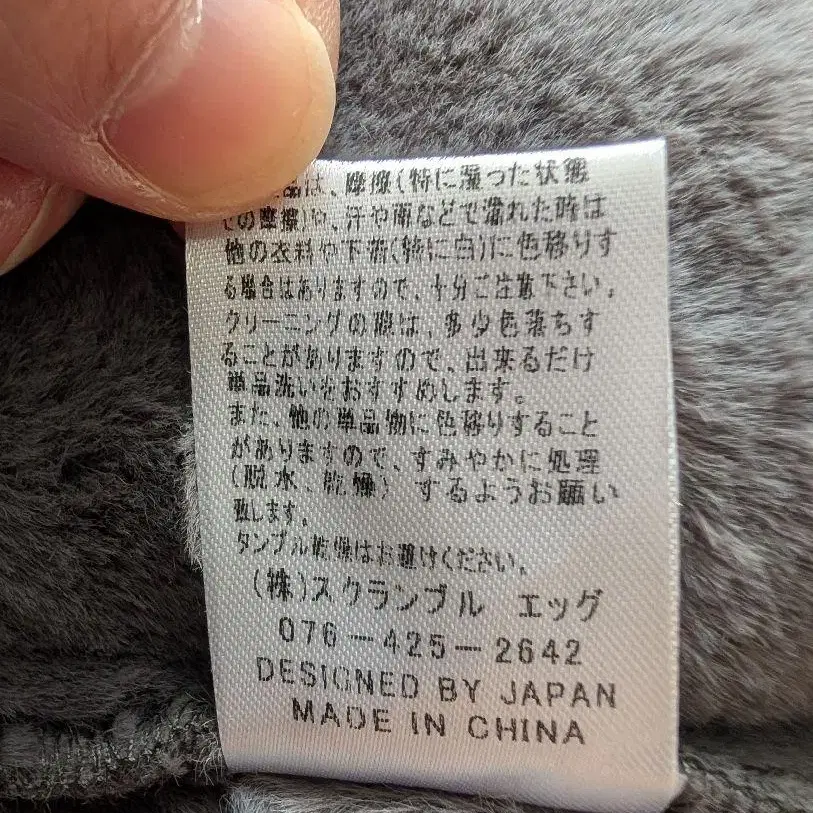 品は、摩擦(特に湿った状態
での摩擦)や、汗や雨などで濡れた時は
他の衣料や下着(特に白)に色移りす
る場合はありますので、十分ご注意下さい。
クリーニングの際は、多少色落ちす
ることがありますので、出来るだけ
単品洗いをおすすめします。
また、他の単品物に色移りすること
がありますので、すみやかに処理
(脱水、乾燥) するようお願い
致します。
タンブル乾燥はお避けください。
(株)スクランブル エッグ
076-425-2642
DESIGNED BY JAPAN
MADE IN CHINA